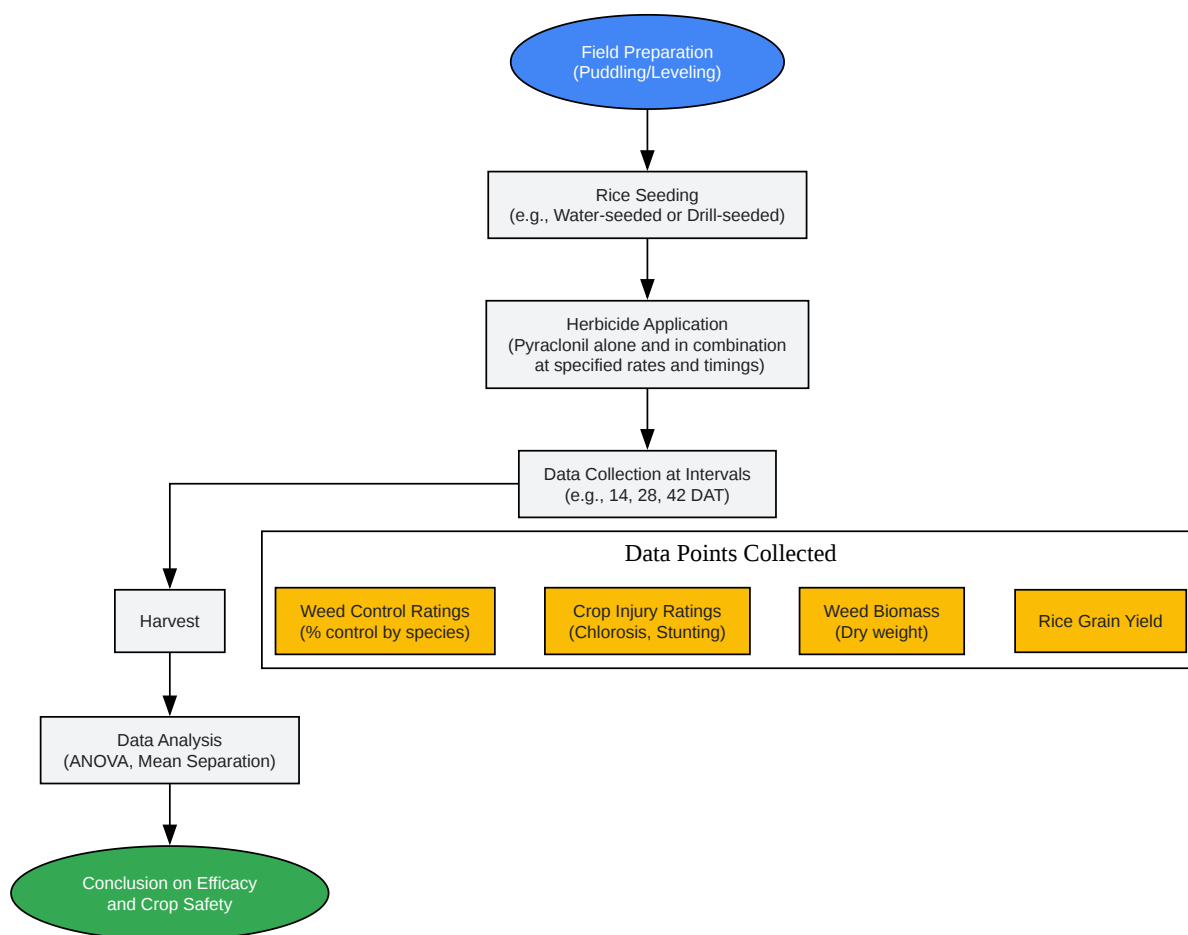 Field Preparation
(Puddling/Leveling)
Rice Seeding
(e.g., Water-seeded or Drill-seeded)
Herbicide Application
(Pyraclonil alone and in combination
at specified rates and timings)
Data Collection at Intervals
(e.g., 14, 28, 42 DAT)
Data Points Collected
Weed Control Ratings
(% control by species)
Crop Injury Ratings
(Chlorosis, Stunting)
Weed Biomass
(Dry weight)
Rice Grain Yield
Harvest
Data Analysis
(ANOVA, Mean Separation)
Conclusion on Efficacy
and Crop Safety